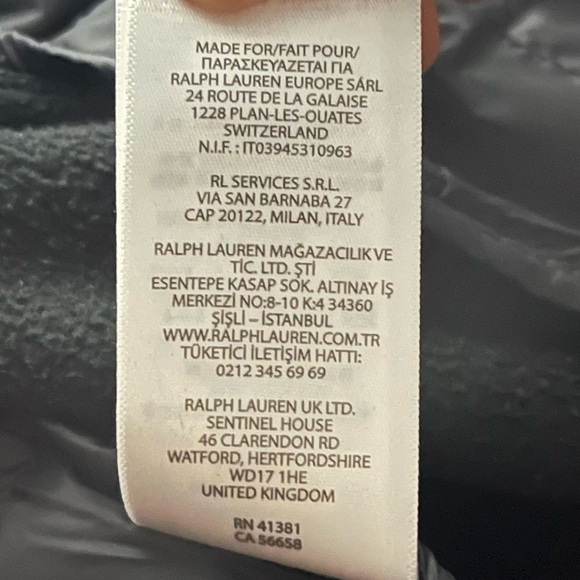 MADE FOR/FAIT POUR/
ΠΑΡΑΣΚΕΥΑΖΕΤΑΙ ΓΙΑ
RALPH LAUREN EUROPE SÁRL
24 ROUTE DE LA GALAISE
1228 PLAN-LES-OUATES
SWITZERLAND
N.I.F. : IT03945310963
RL SERVICES S.R.L.
VIA SAN BARNABA 27
CAP 20122, MILAN, ITALY
RALPH LAUREN MAĞAZACILIK VE
TİC. LTD. ŞTİ
ESENTEPE KASAP SOK. ALTINAY İŞ
MERKEZİ NO:8-10 K:4 34360
ŞİŞLİ – İSTANBUL
WWW.RALPHLAUREN.COM.TR
TÜKETİCİ İLETİŞİM HATTI:
0212 345 69 69
RALPH LAUREN UK LTD.
SENTINEL HOUSE
46 CLARENDON RD
WATFORD, HERTFORDSHIRE
WD17 1HE
UNITED KINGDOM
RN 41381
CA 56658